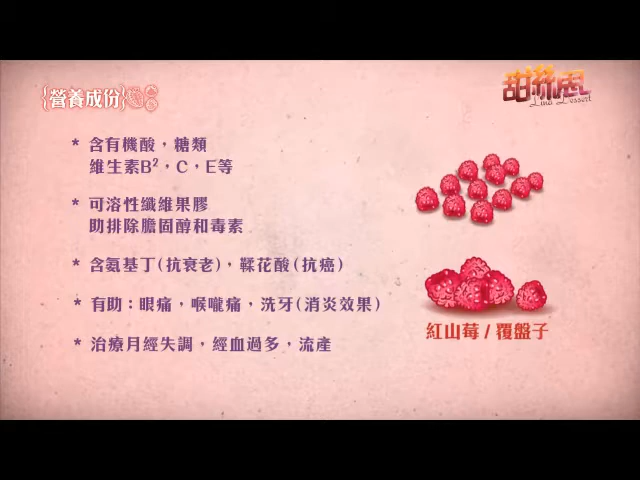 {營養成份}
甜絲絲風
Lina Dessert
* 含有機酸，糖類
維生素B²，C，E等
* 可溶性纖維果膠
助排除膽固醇和毒素
* 含氨基丁(抗衰老)，鞣花酸(抗癌)
* 有助：眼痛，喉嚨痛，洗牙(消炎效果)
* 治療月經失調，經血過多，流產
紅山莓 / 覆盤子